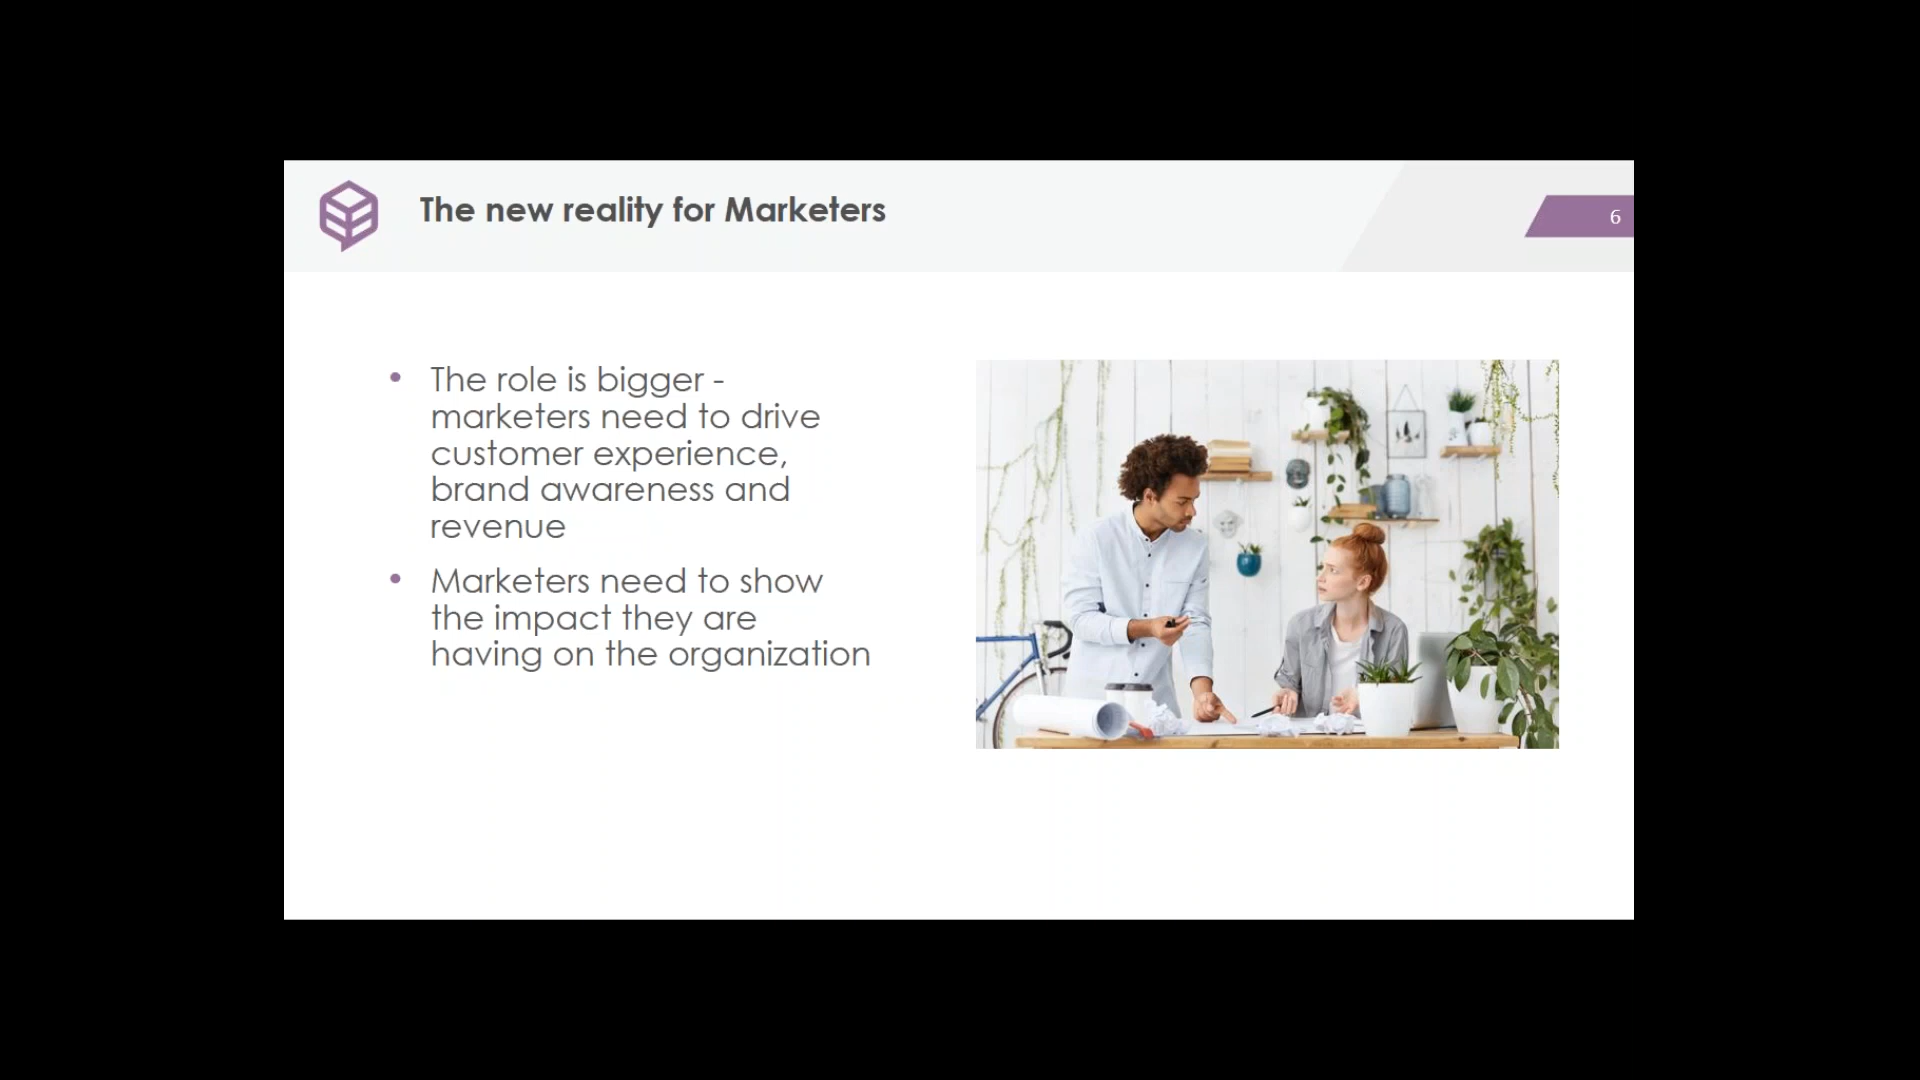 The new reality for Marketers
6
• The role is bigger -
marketers need to drive
customer experience,
brand awareness and
revenue
• Marketers need to show
the impact they are
having on the organization